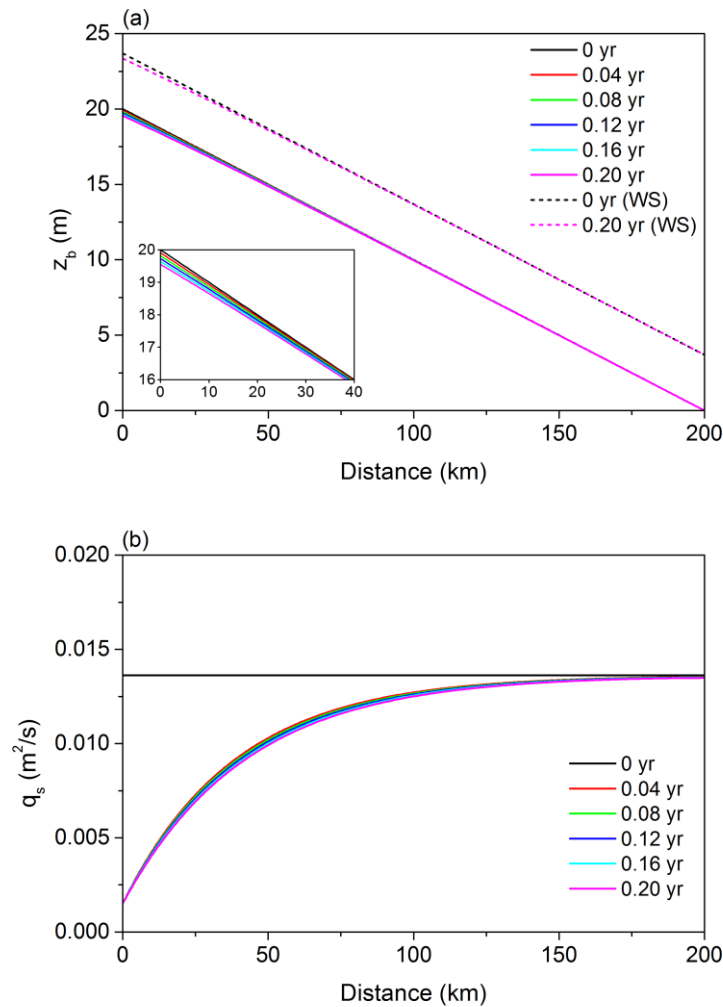 (a)
25
20
15
10
5
0
z_b (m)
0 yr
0.04 yr
0.08 yr
0.12 yr
0.16 yr
0.20 yr
0 yr (WS)
0.20 yr (WS)
20
19
18
17
16
0 10 20 30 40
0 50 100 150 200
Distance (km)
(b)
0.020
0.015
0.010
0.005
0.000
q_s (m²/s)
0 yr
0.04 yr
0.08 yr
0.12 yr
0.16 yr
0.20 yr
0 50 100 150 200
Distance (km)